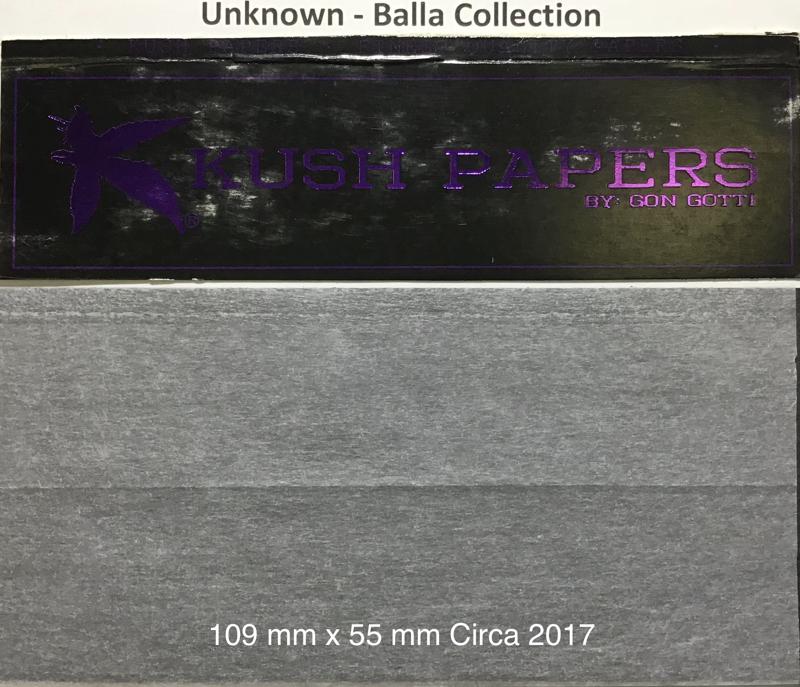 Unknown - Balla Collection
KUSH PAPERS
BY: GON GOTTI
®
109 mm x 55 mm Circa 2017